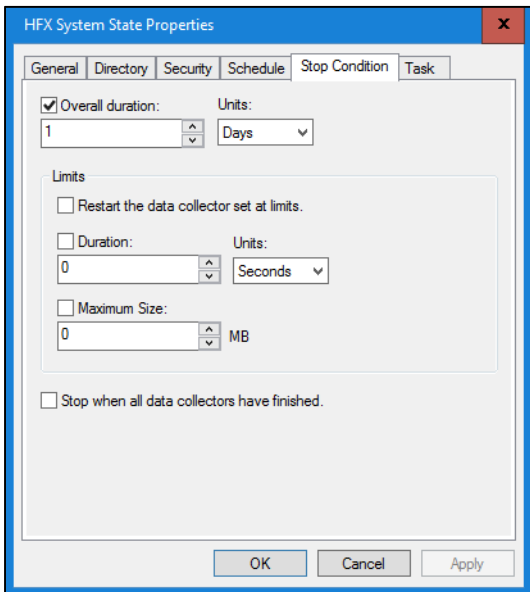 HFX System State Properties x
General Directory Security Schedule Stop Condition Task
Overall duration: Units:
1 Days
Limits
Restart the data collector set at limits.
Duration: Units:
0 Seconds
Maximum Size:
0 MB
Stop when all data collectors have finished.
OK Cancel Apply